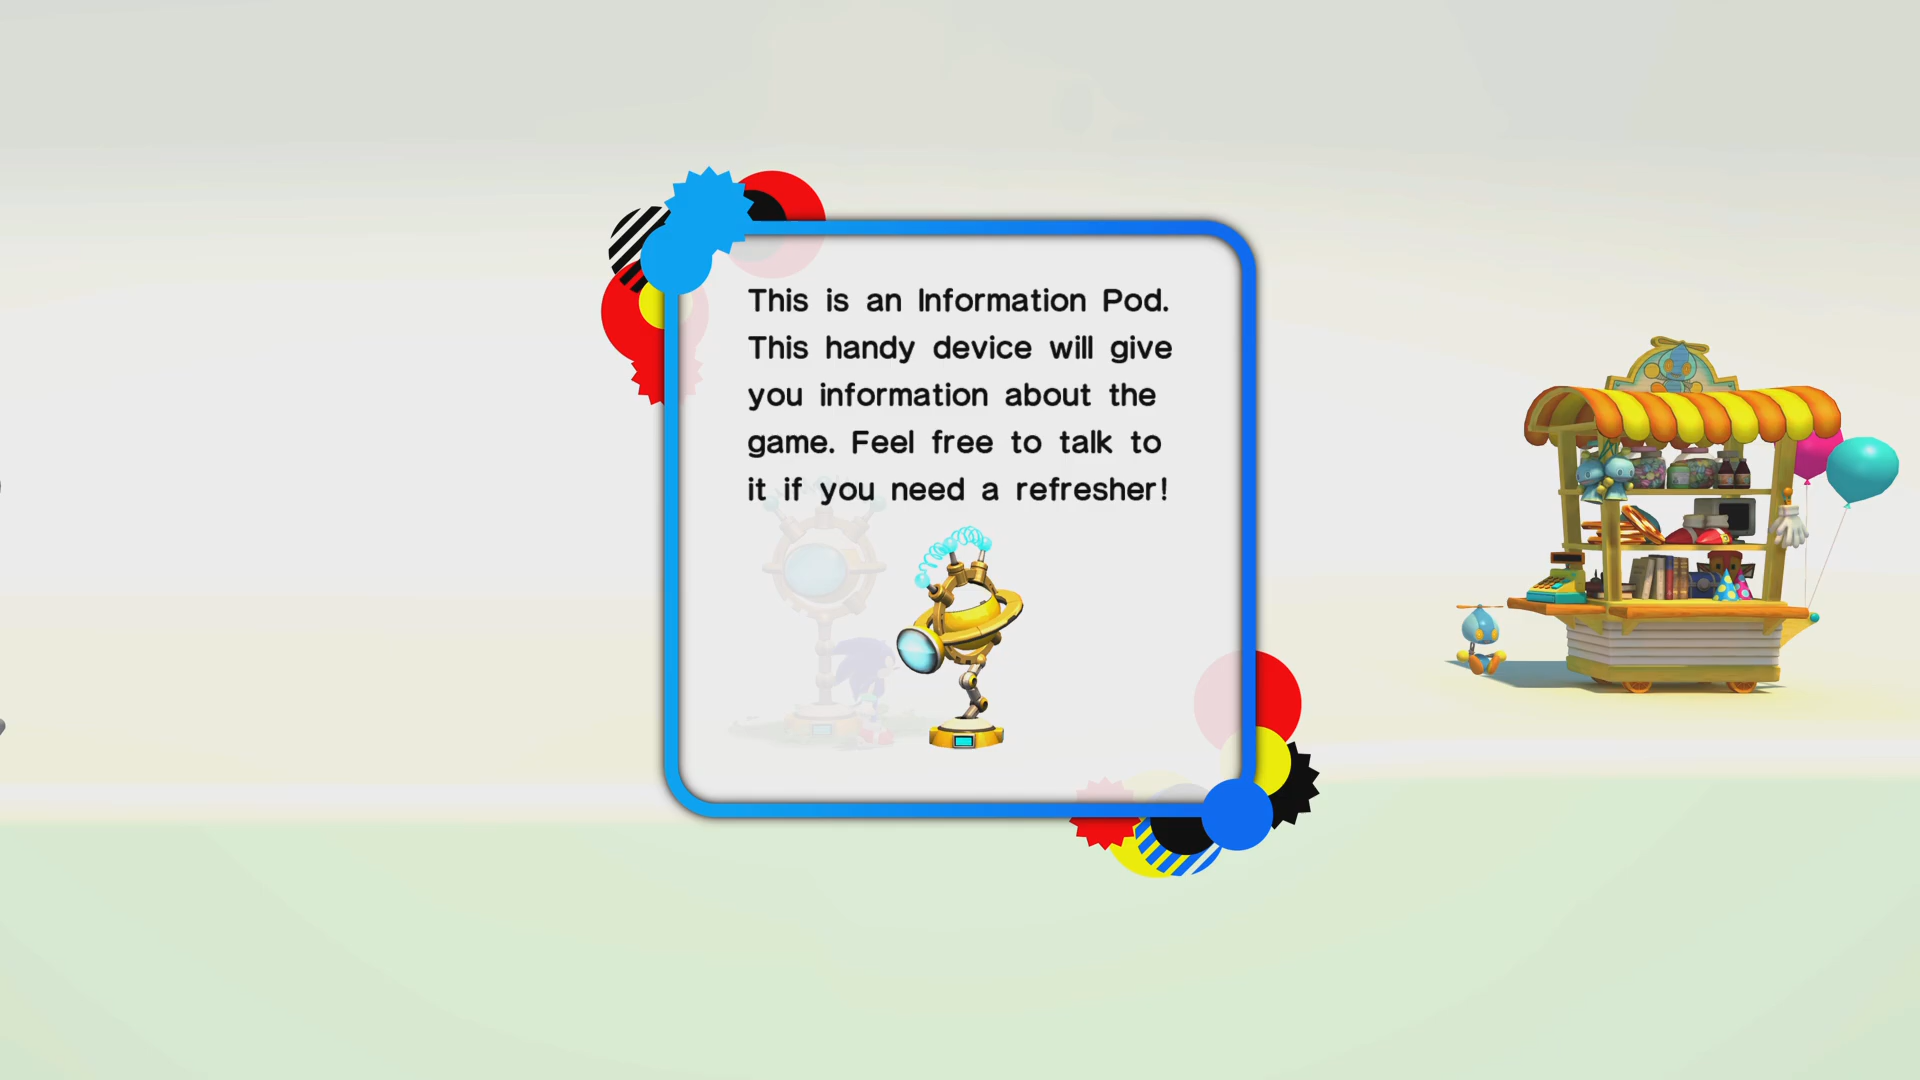 This is an Information Pod.
This handy device will give
you information about the
game. Feel free to talk to
it if you need a refresher!